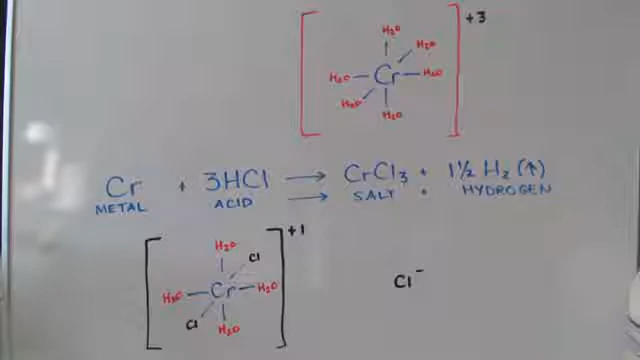 +3
H2O
H2O
H2O Cr H2O
H2O
H2O
Cr + 3HCl → CrCl3 + 1½ H2 (↑)
METAL ACID → SALT + HYDROGEN
+1
H2O
Cl
H2O Cr H2O
Cl
H2O
Cl⁻